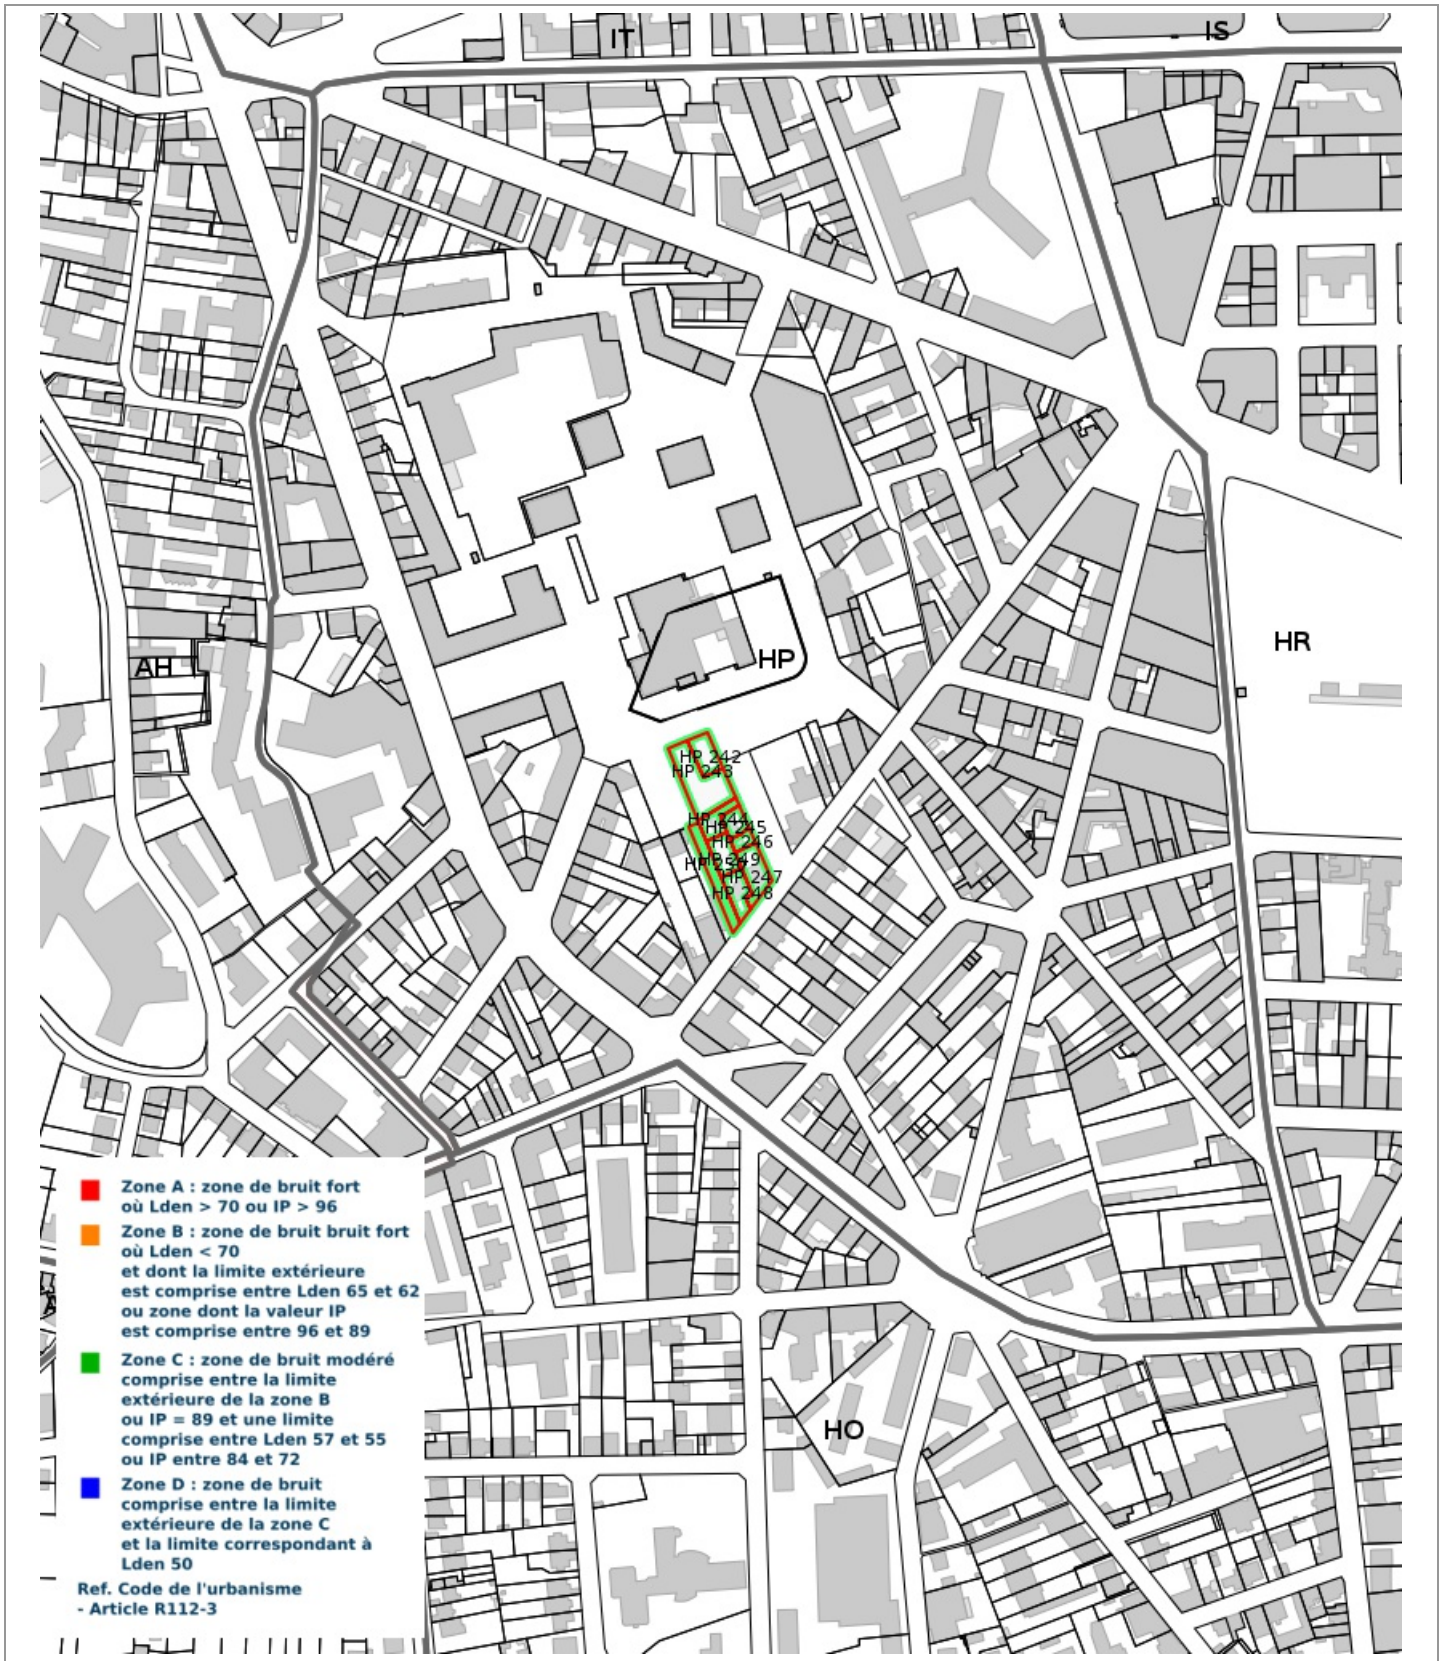 IT
IS
HP
HR
AH
HP 242
HP 243
HP 244
HP 245
HP 246
HP 249
HP 247
HP 248
Zone A : zone de bruit fort
où Lden > 70 ou IP > 96
Zone B : zone de bruit bruit fort
où Lden < 70
et dont la limite extérieure
est comprise entre Lden 65 et 62
ou zone dont la valeur IP
est comprise entre 96 et 89
Zone C : zone de bruit modéré
comprise entre la limite
extérieure de la zone B
ou IP = 89 et une limite
comprise entre Lden 57 et 55
ou IP entre 84 et 72
Zone D : zone de bruit
comprise entre la limite
extérieure de la zone C
et la limite correspondant à
Lden 50
Ref. Code de l'urbanisme
- Article R112-3
HO